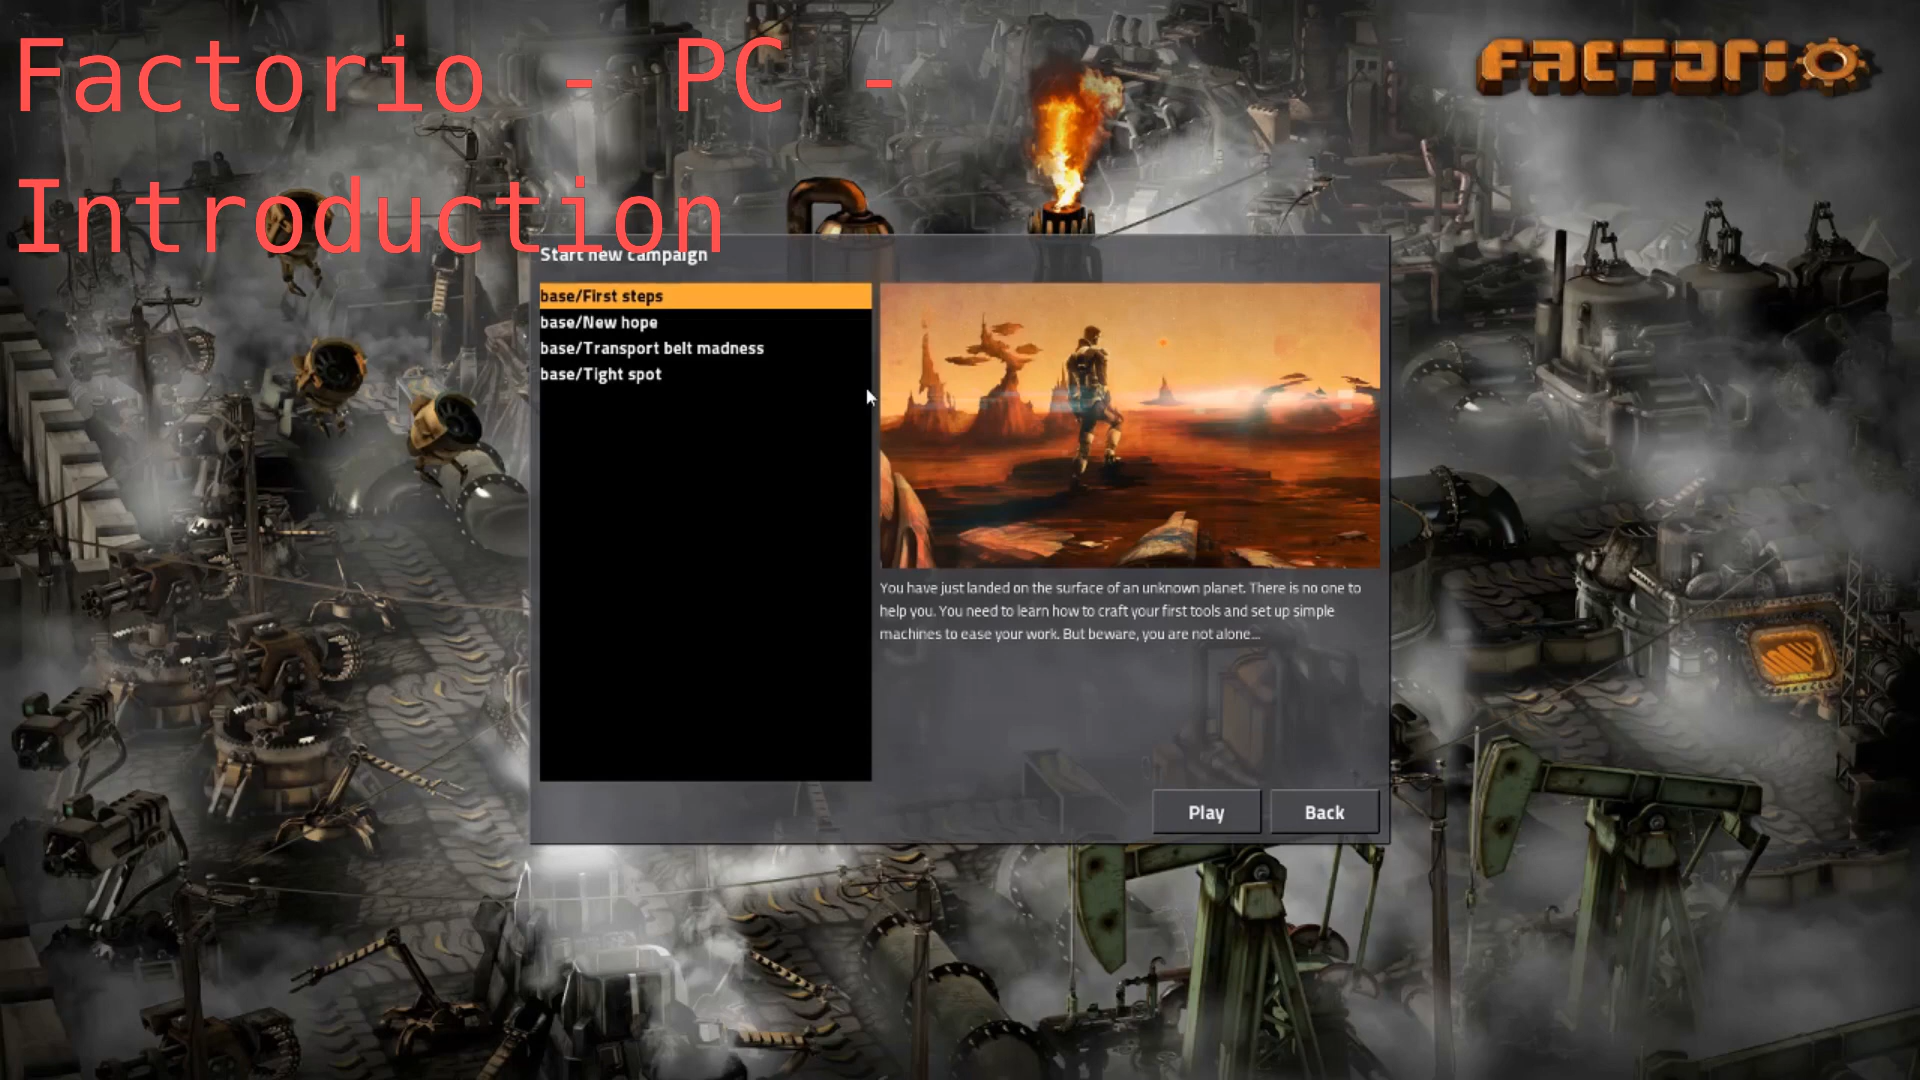 Factorio - PC -
Introduction
FACTORIO
Start new campaign
base/First steps
base/New hope
base/Transport belt madness
base/Tight spot
You have just landed on the surface of an unknown planet. There is no one to
help you. You need to learn how to craft your first tools and set up simple
machines to ease your work. But beware, you are not alone...
Play
Back